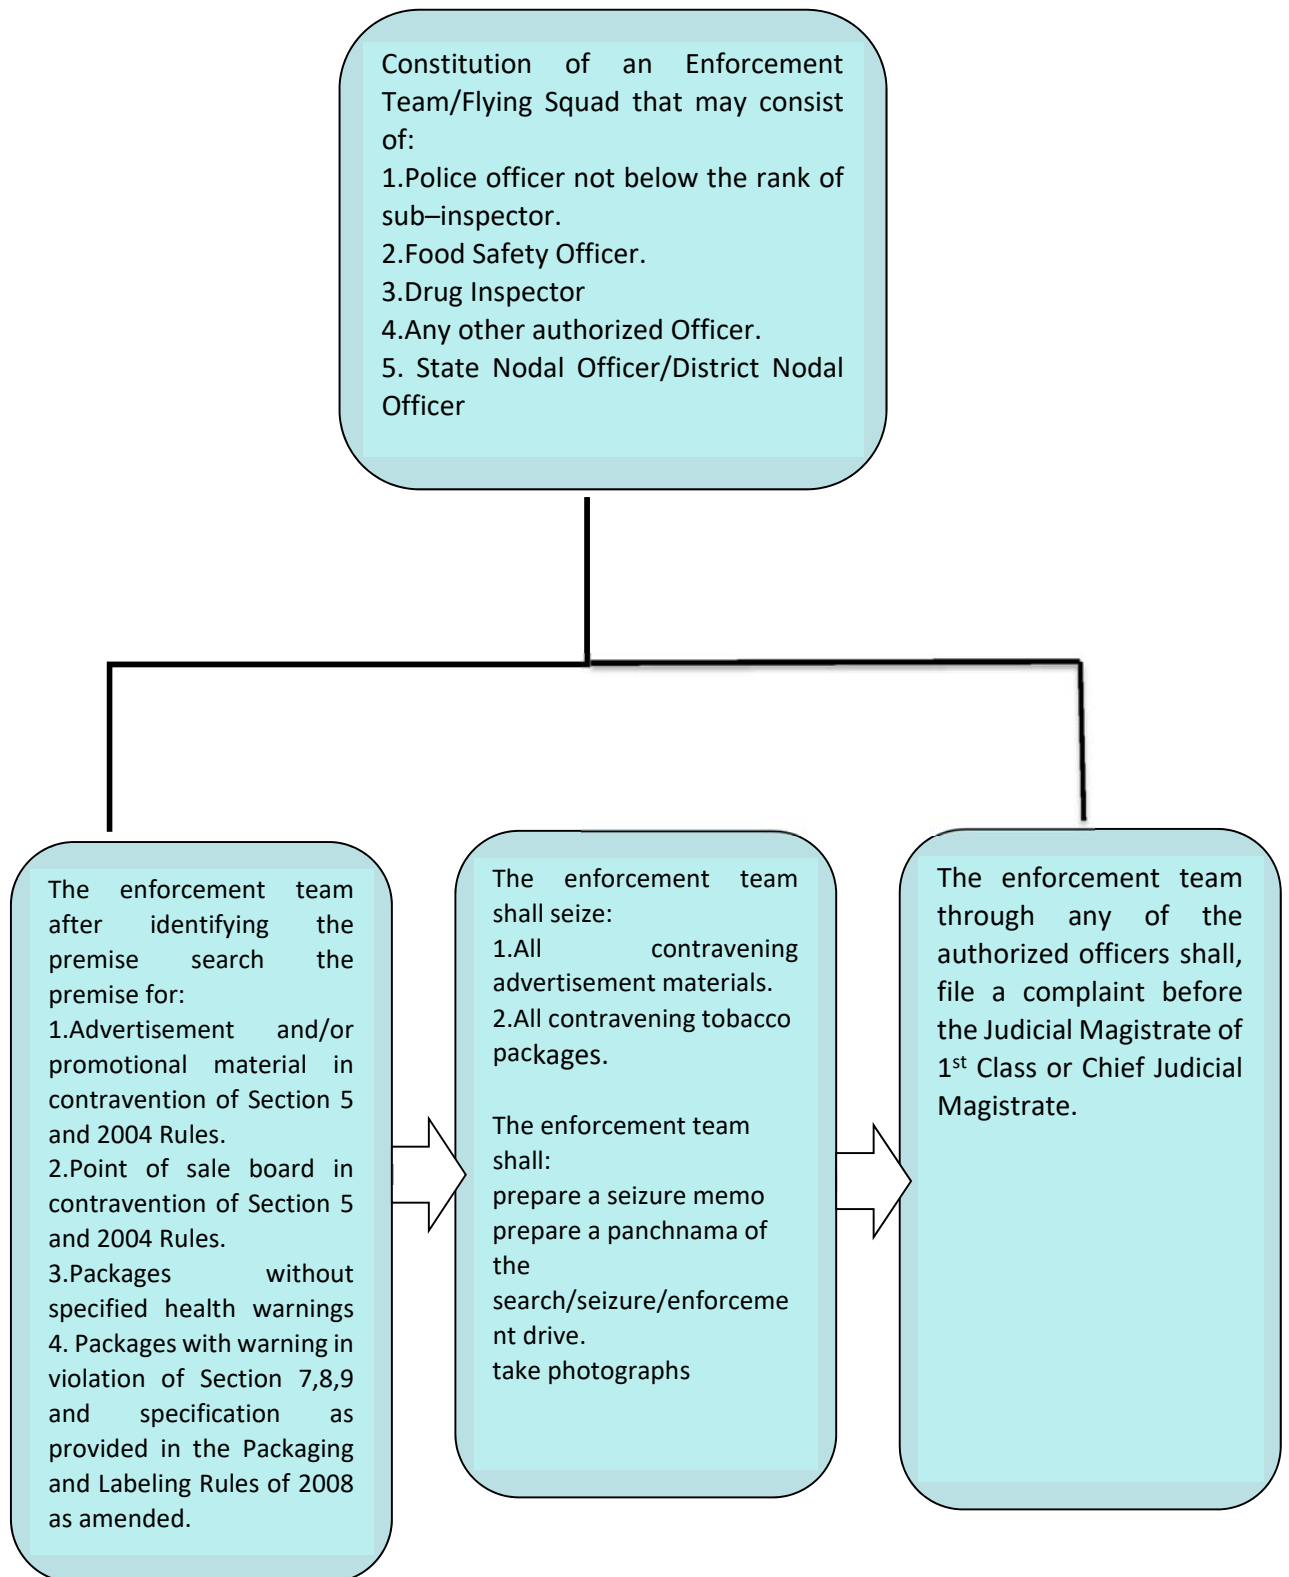 Constitution of an Enforcement
Team/Flying Squad that may consist
of:
1.Police officer not below the rank of
sub–inspector.
2.Food Safety Officer.
3.Drug Inspector
4.Any other authorized Officer.
5. State Nodal Officer/District Nodal
Officer
The enforcement team
after identifying the
premise search the
premise for:
1.Advertisement and/or
promotional material in
contravention of Section 5
and 2004 Rules.
2.Point of sale board in
contravention of Section 5
and 2004 Rules.
3.Packages without
specified health warnings
4. Packages with warning in
violation of Section 7,8,9
and specification as
provided in the Packaging
and Labeling Rules of 2008
as amended.
The enforcement team
shall seize:
1.All contravening
advertisement materials.
2.All contravening tobacco
packages.
The enforcement team
shall:
prepare a seizure memo
prepare a panchnama of
the
search/seizure/enforceme
nt drive.
take photographs
The enforcement team
through any of the
authorized officers shall,
file a complaint before
the Judicial Magistrate of
1st Class or Chief Judicial
Magistrate.